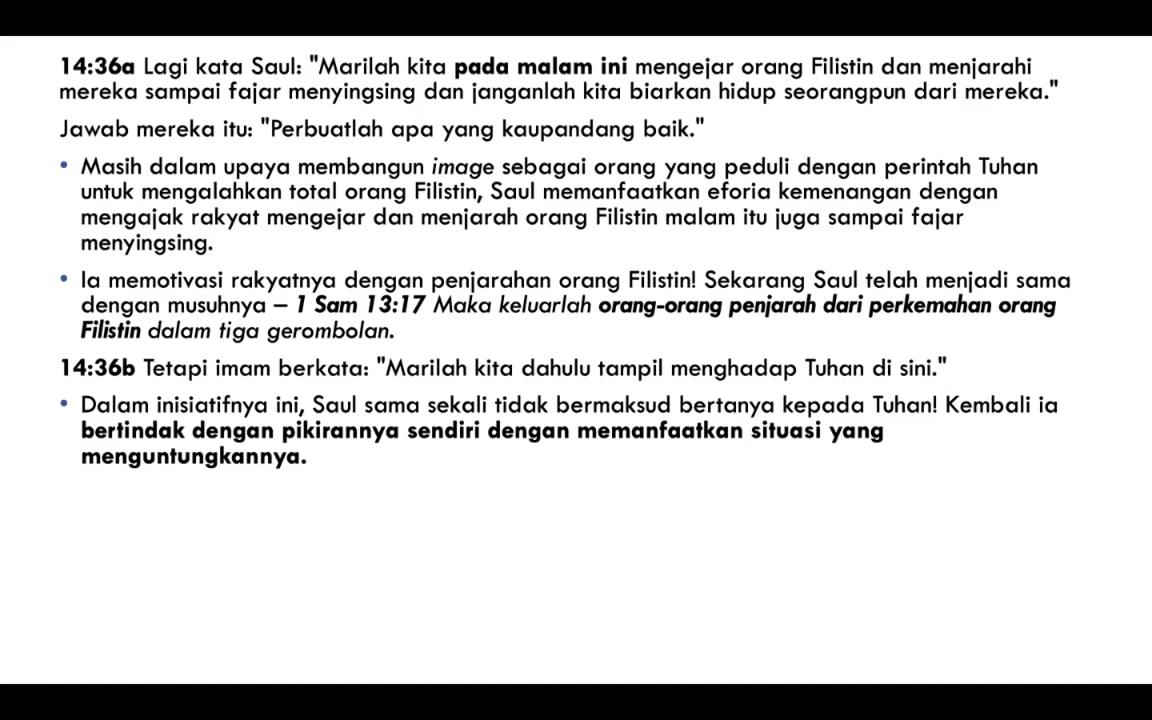 14:36a Lagi kata Saul: "Marilah kita pada malam ini mengejar orang Filistin dan menjarahi
mereka sampai fajar menyingsing dan janganlah kita biarkan hidup seorangpun dari mereka."
Jawab mereka itu: "Perbuatlah apa yang kaupandang baik."
• Masih dalam upaya membangun image sebagai orang yang peduli dengan perintah Tuhan
untuk mengalahkan total orang Filistin, Saul memanfaatkan eforia kemenangan dengan
mengajak rakyat mengejar dan menjarah orang Filistin malam itu juga sampai fajar
menyingsing.
• Ia memotivasi rakyatnya dengan penjarahan orang Filistin! Sekarang Saul telah menjadi sama
dengan musuhnya – 1 Sam 13:17 Maka keluarlah orang-orang penjarah dari perkemahan orang
Filistin dalam tiga gerombolan.
14:36b Tetapi imam berkata: "Marilah kita dahulu tampil menghadap Tuhan di sini."
• Dalam inisiatifnya ini, Saul sama sekali tidak bermaksud bertanya kepada Tuhan! Kembali ia
bertindak dengan pikirannya sendiri dengan memanfaatkan situasi yang
menguntungkannya.